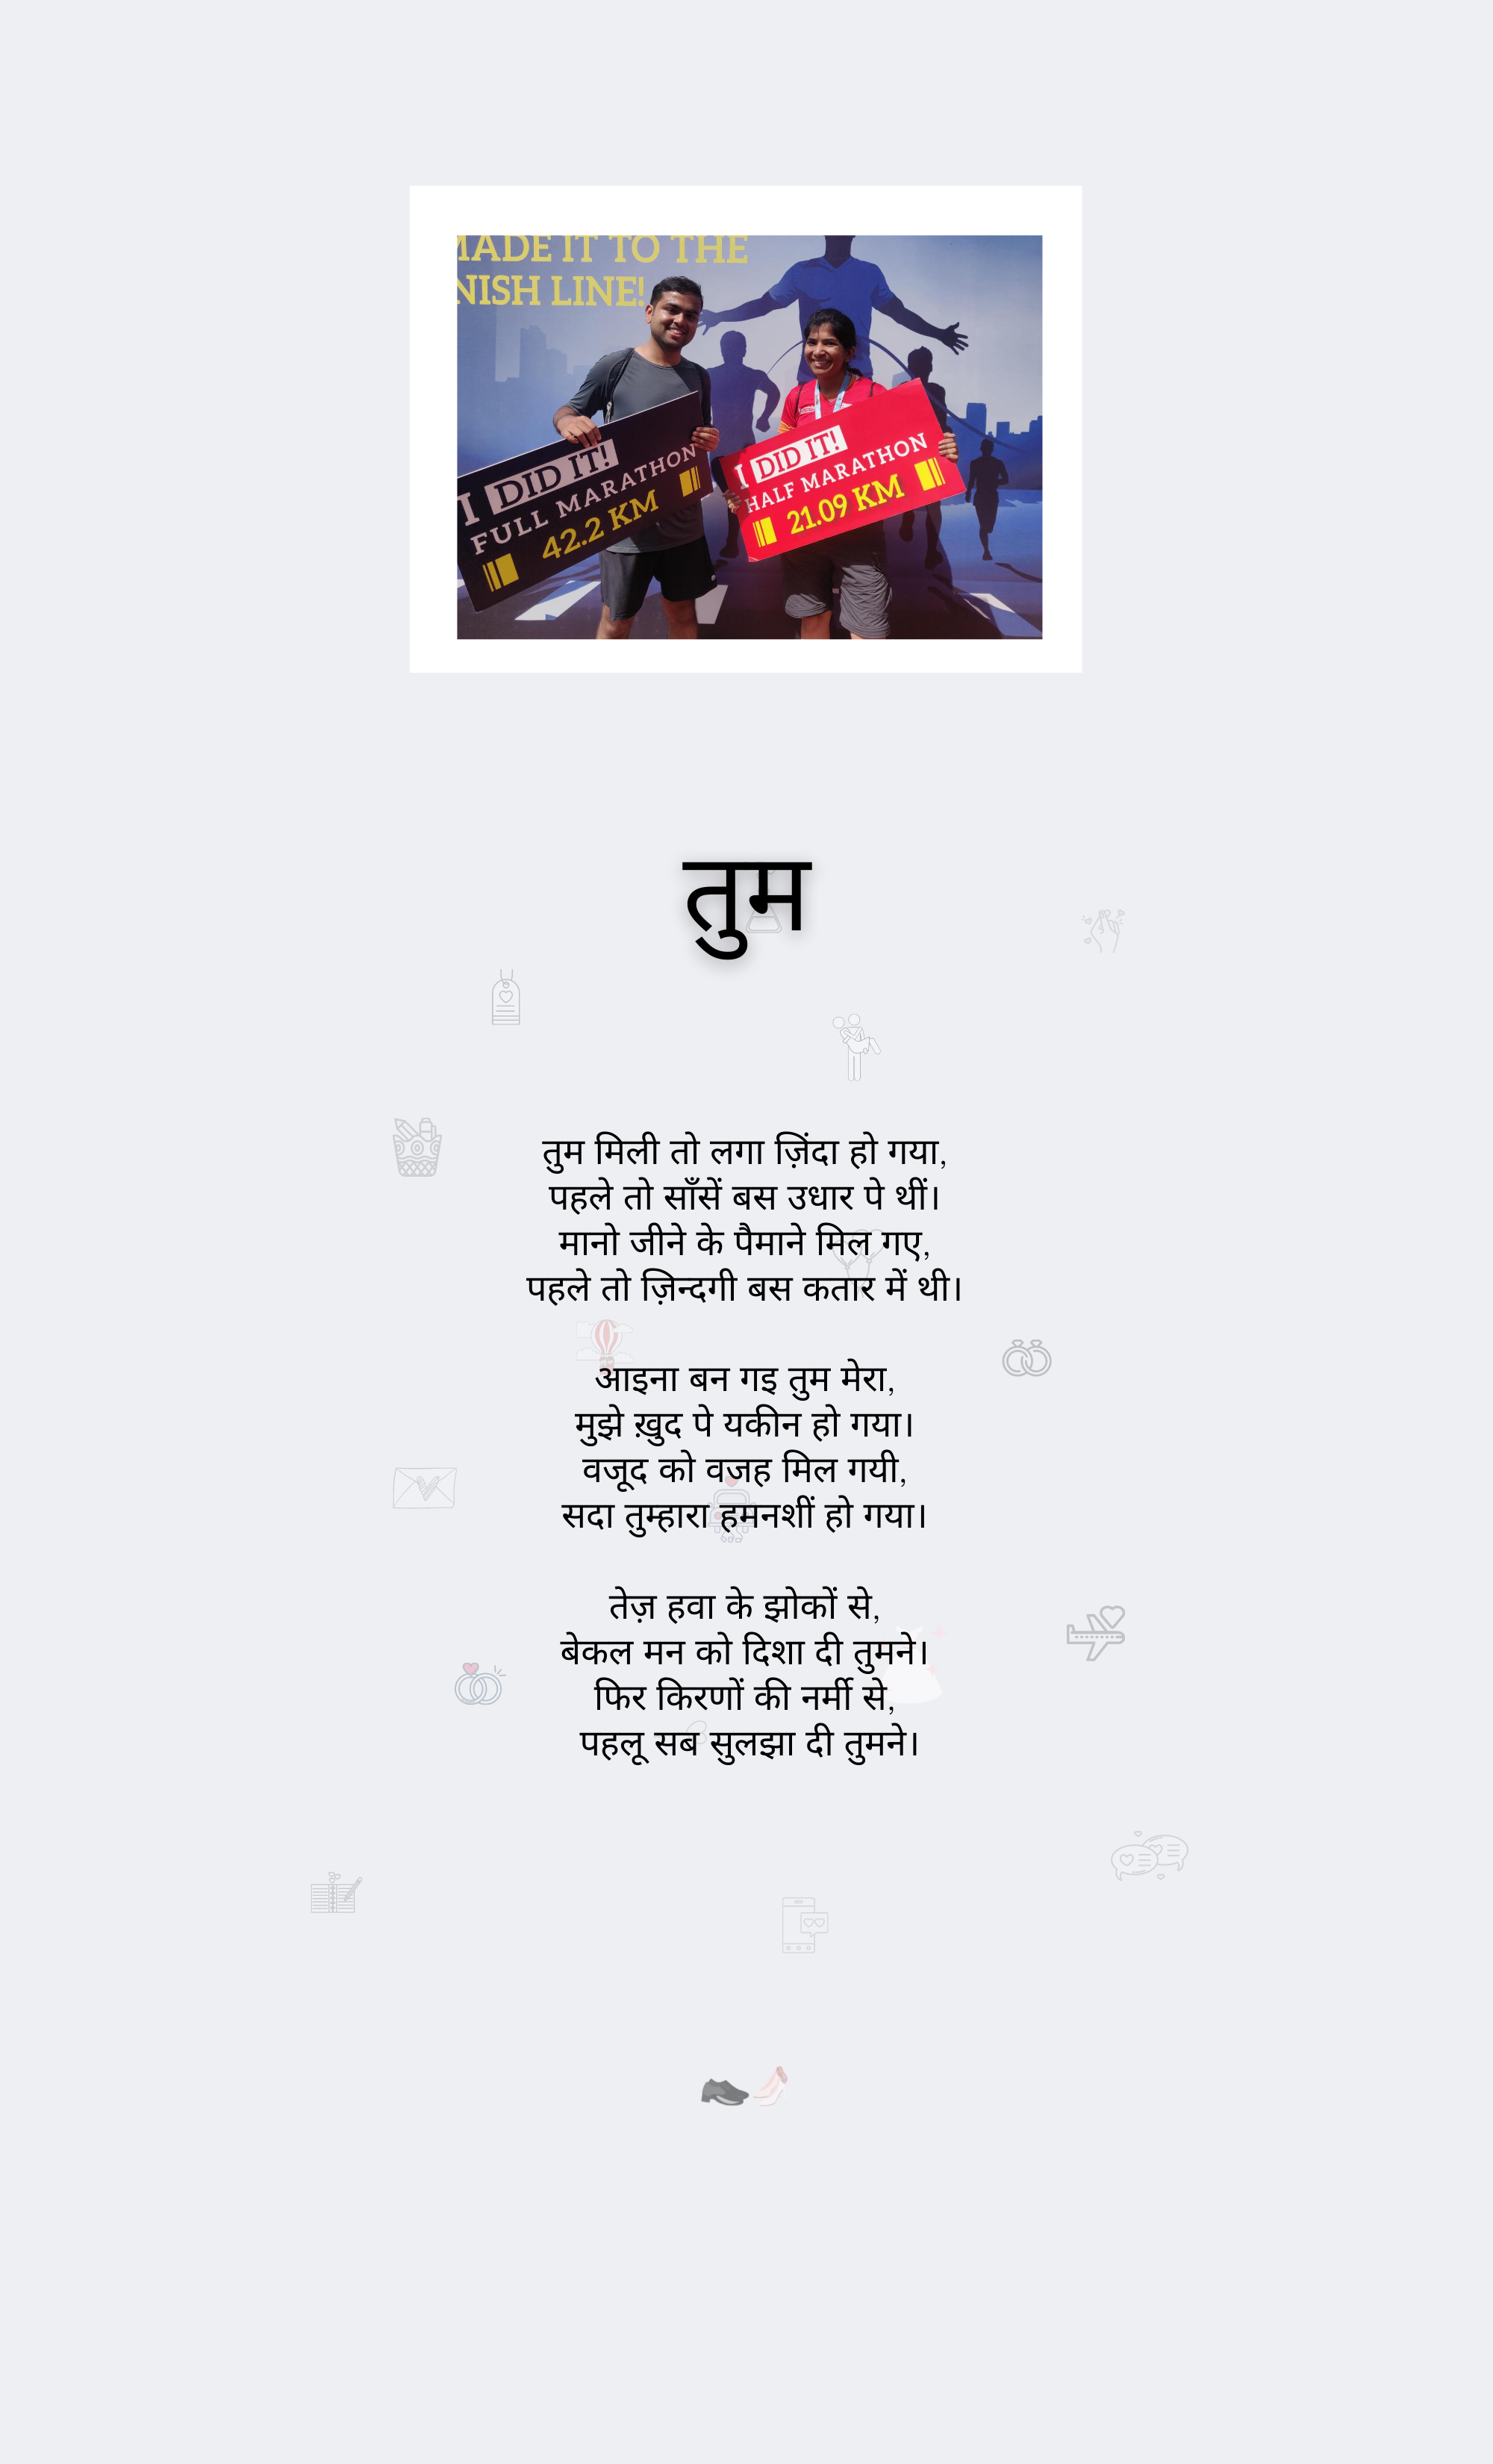 MADE IT TO THE
NISH LINE!
I DID IT!
FULL MARATHON
42.2 KM
I DID IT!
HALF MARATHON
21.09 KM
तुम
तुम मिली तो लगा ज़िंदा हो गया,
पहले तो साँसें बस उधार पे थीं।
मानो जीने के पैमाने मिल गए,
पहले तो ज़िन्दगी बस कतार में थी।
आइना बन गइ तुम मेरा,
मुझे ख़ुद पे यकीन हो गया।
वजूद को वजह मिल गयी,
सदा तुम्हारा हमनशीं हो गया।
तेज़ हवा के झोकों से,
बेकल मन को दिशा दी तुमने।
फिर किरणों की नर्मी से,
पहलू सब सुलझा दी तुमने।